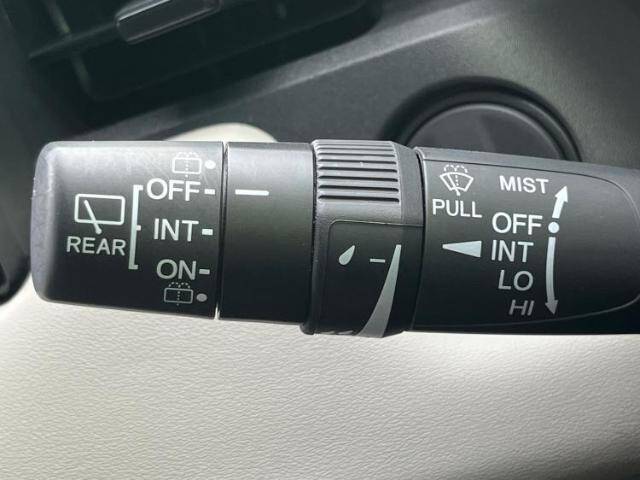 REAR
OFF
INT
ON
PULL
MIST
OFF
INT
LO
HI